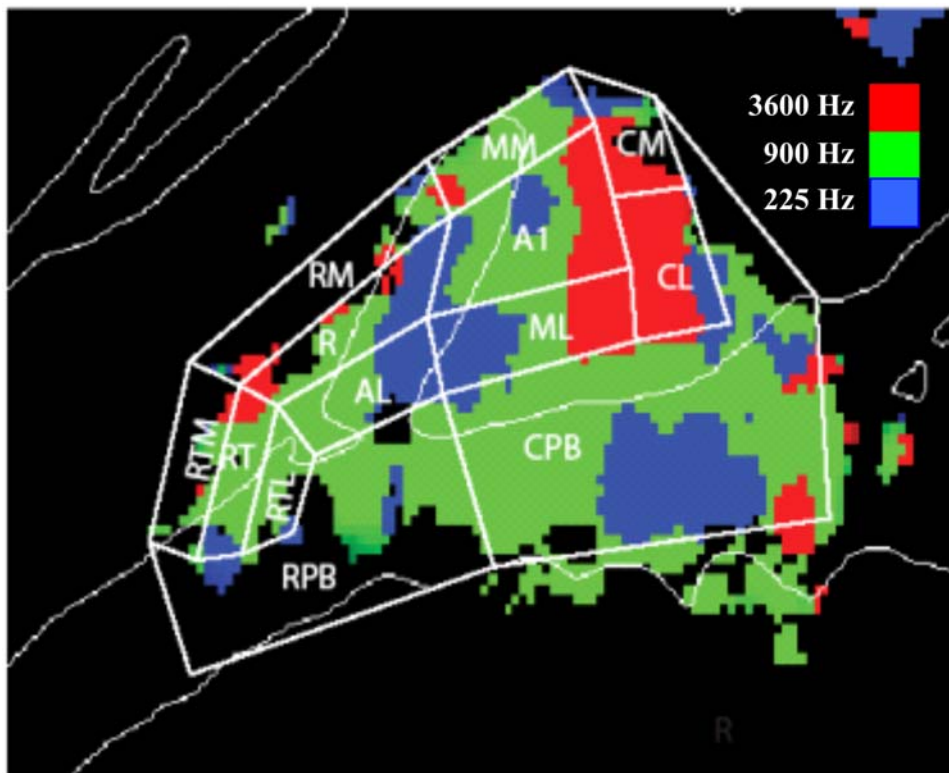 3600 Hz
900 Hz
225 Hz
MM
CM
A1
RM
CL
R
ML
AL
CPB
RTM
RT
RTL
RPB
R